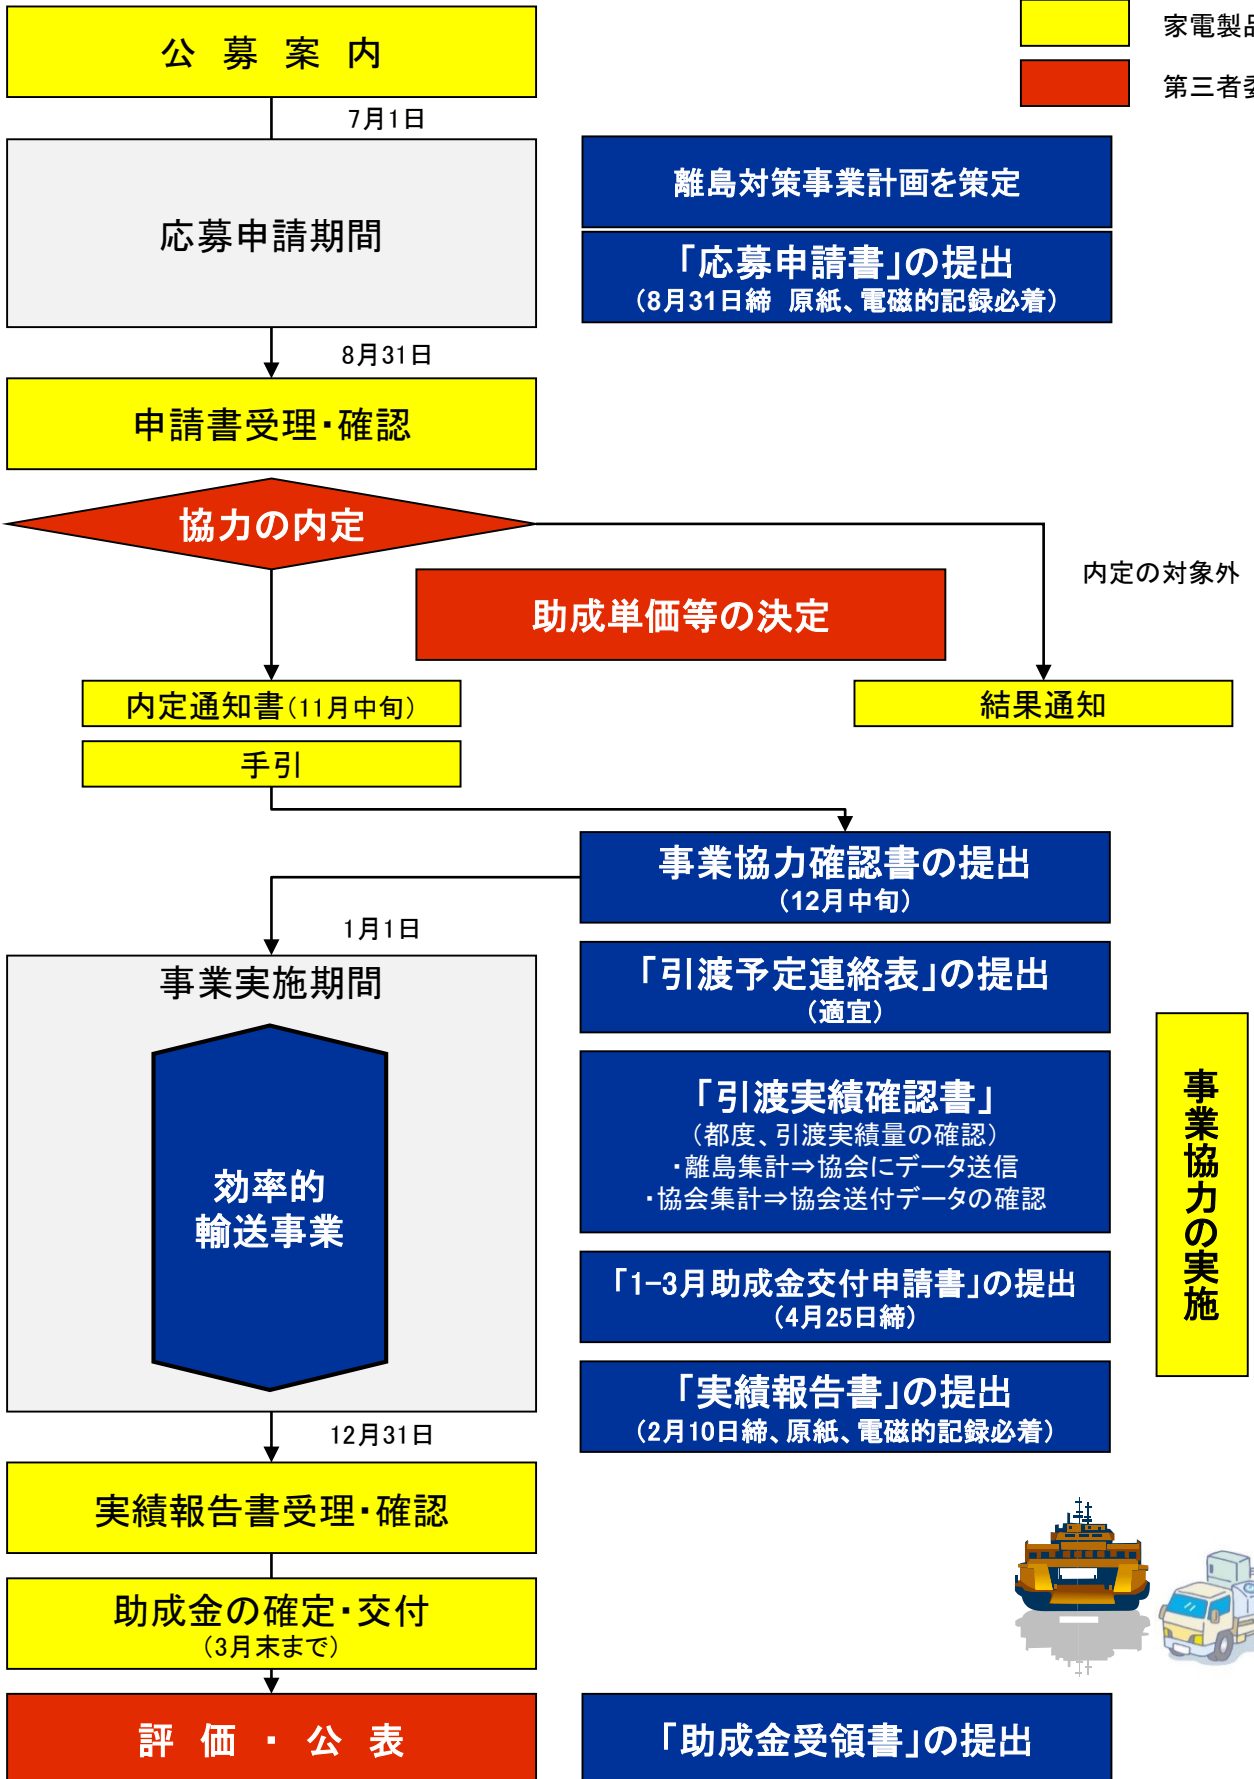 公 募 案 内
家電製品
第三者委
7月1日
応募申請期間
離島対策事業計画を策定
「応募申請書」の提出
（8月31日締 原紙、電磁的記録必着）
8月31日
申請書受理・確認
協力の内定
内定の対象外
助成単価等の決定
内定通知書（11月中旬）
結果通知
手引
事業協力確認書の提出
（12月中旬）
1月1日
事業実施期間
効率的
輸送事業
「引渡予定連絡表」の提出
（適宜）
「引渡実績確認書」
（都度、引渡実績量の確認）
・離島集計⇒協会にデータ送信
・協会集計⇒協会送付データの確認
「1-3月助成金交付申請書」の提出
（4月25日締）
「実績報告書」の提出
（2月10日締、原紙、電磁的記録必着）
事業協力の実施
12月31日
実績報告書受理・確認
助成金の確定・交付
（3月末まで）
評 価 ・ 公 表
「助成金受領書」の提出